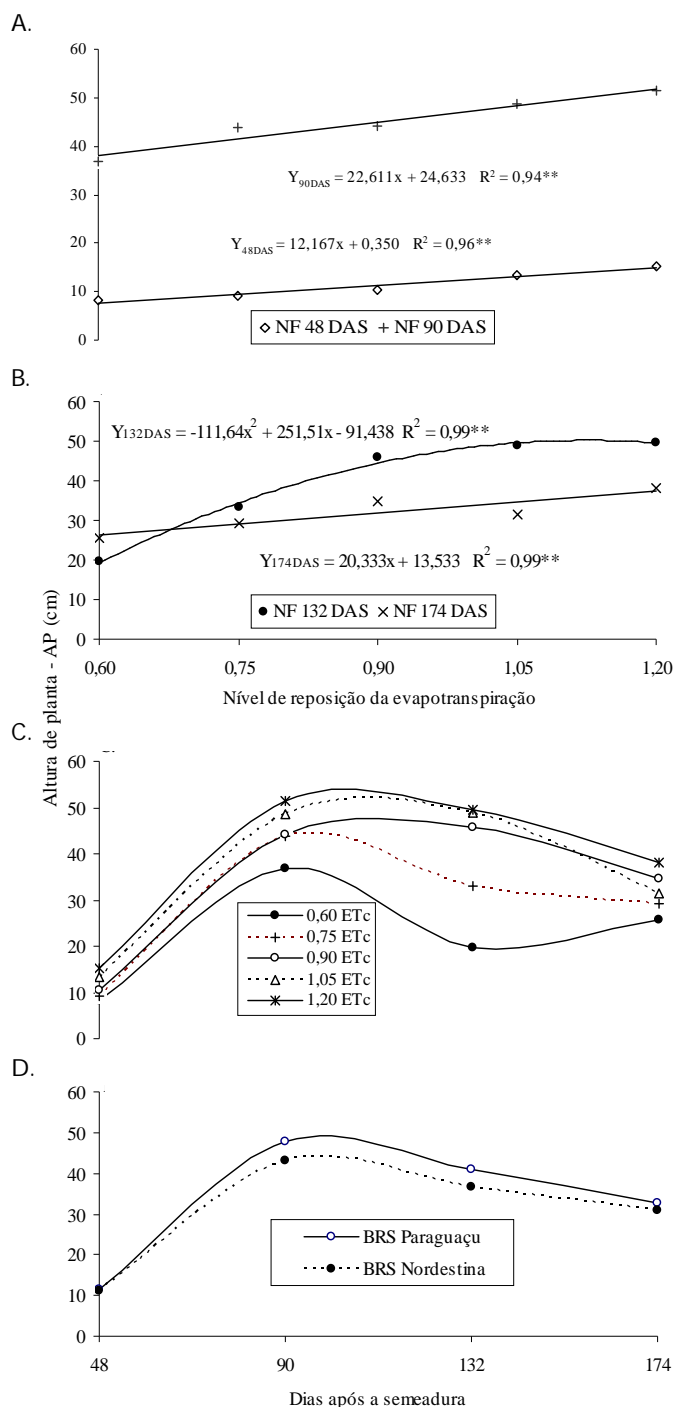 A.
60
50
40
30
20
10
0
Y90DAS = 22,611x + 24,633 R² = 0,94**
Y48DAS = 12,167x + 0,350 R² = 0,96**
NF 48 DAS + NF 90 DAS
B.
60
50
40
30
20
10
0
Y132DAS = -111,64x² + 251,51x - 91,438 R² = 0,99**
Y174DAS = 20,333x + 13,533 R² = 0,99**
NF 132 DAS × NF 174 DAS
0,60 0,75 0,90 1,05 1,20
Nível de reposição da evapotranspiração
Altura de planta - AP (cm)
C.
60
50
40
30
20
10
0
0,60 ETc
0,75 ETc
0,90 ETc
1,05 ETc
1,20 ETc
D.
60
50
40
30
20
10
0
BRS Paraguaçu
BRS Nordestina
48 90 132 174
Dias após a semeadura